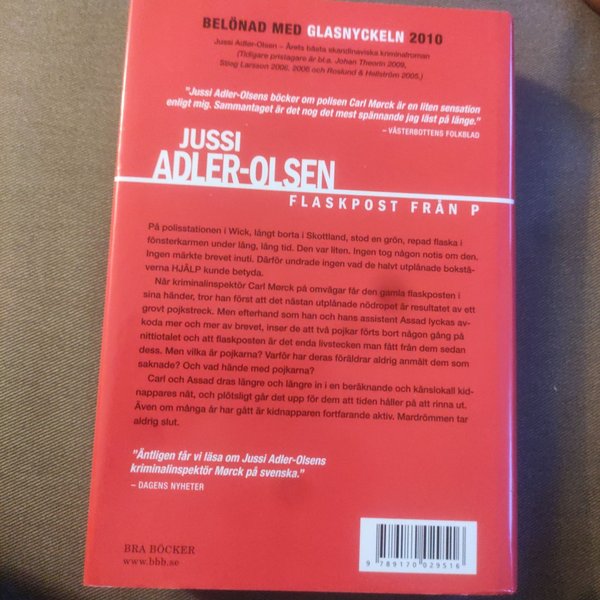 BELÖNAD MED GLASNYCKELN 2010
Jussi Adler-Olsen – Årets bästa skandinaviska kriminalroman
(Tidigare pristagare är bl.a. Johan Theorin 2009,
Stieg Larsson 2006, 2008 och Roslund & Hellström 2005.)
"Jussi Adler-Olsens böcker om polisen Carl Mørck är en liten sensation
enligt mig. Sammantaget är det nog det mest spännande jag läst på länge."
– VÄSTERBOTTENS FOLKBLAD
JUSSI
ADLER-OLSEN
FLASKPOST FRÅN P
På polisstationen i Wick, långt borta i Skottland, stod en grön, repad flaska i
fönsterkarmen under lång, lång tid. Den var liten. Ingen tog någon notis om den.
Ingen märkte brevet inuti. Därför undrade ingen vad de halvt utplånade bokstä-
verna HJÄLP kunde betyda.
När kriminalinspektör Carl Mørck på omvägar får den gamla flaskposten i
sina händer, tror han först att det nästan utplånade nödropet är resultatet av ett
grovt pojkstreck. Men efterhand som han och hans assistent Assad lyckas av-
koda mer och mer av brevet, inser de att två pojkar förts bort någon gång på
nittiotalet och att flaskposten är det enda livstecken man fått från dem sedan
dess. Men vilka är pojkarna? Varför har deras föräldrar aldrig anmält dem som
saknade? Och vad hände med pojkarna?
Carl och Assad dras längre och längre in i en beräknande och känslokall kid-
nappares nät, och plötsligt går det upp för dem att tiden håller på att rinna ut.
Även om många år har gått är kidnapparen fortfarande aktiv. Mardrömmen tar
aldrig slut.
"Äntligen får vi läsa om Jussi Adler-Olsens
kriminalinspektör Mørck på svenska."
– DAGENS NYHETER
BRA BÖCKER
www.bbb.se
9 789170 029516